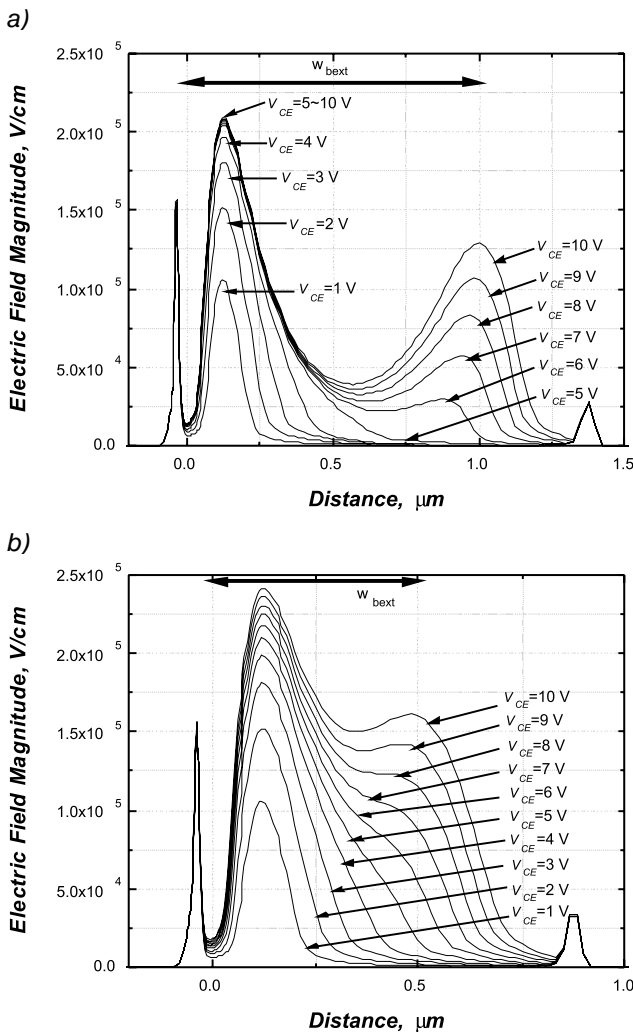 a)
2.5x10 5
2.0x10 5
1.5x10 5
1.0x10 5
5.0x10 4
0.0
Electric Field Magnitude, V/cm
w bext
V CE=5~10 V
V CE=4 V
V CE=3 V
V CE=2 V
V CE=1 V
V CE=10 V
V CE=9 V
V CE=8 V
V CE=7 V
V CE=6 V
V CE=5 V
0.0 0.5 1.0 1.5
Distance, μm
b)
2.5x10 5
2.0x10 5
1.5x10 5
1.0x10 5
5.0x10 4
0.0
Electric Field Magnitude, V/cm
w bext
V CE=10 V
V CE=9 V
V CE=8 V
V CE=7 V
V CE=6 V
V CE=5 V
V CE=4 V
V CE=3 V
V CE=2 V
V CE=1 V
0.0 0.5 1.0
Distance, μm